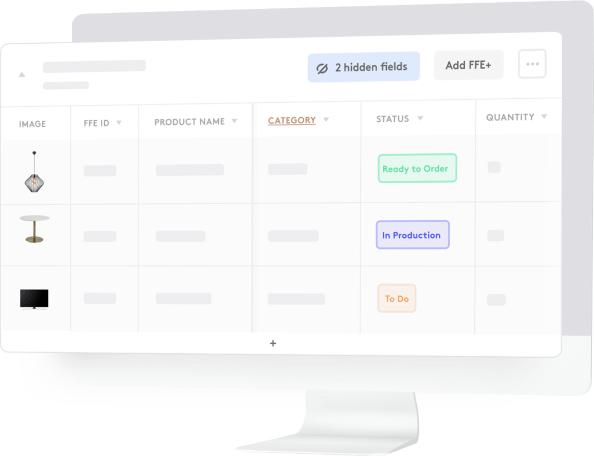 2 hidden fields
Add FFE+
IMAGE
FFE ID
PRODUCT NAME
CATEGORY
STATUS
QUANTITY
Ready to Order
In Production
To Do
+